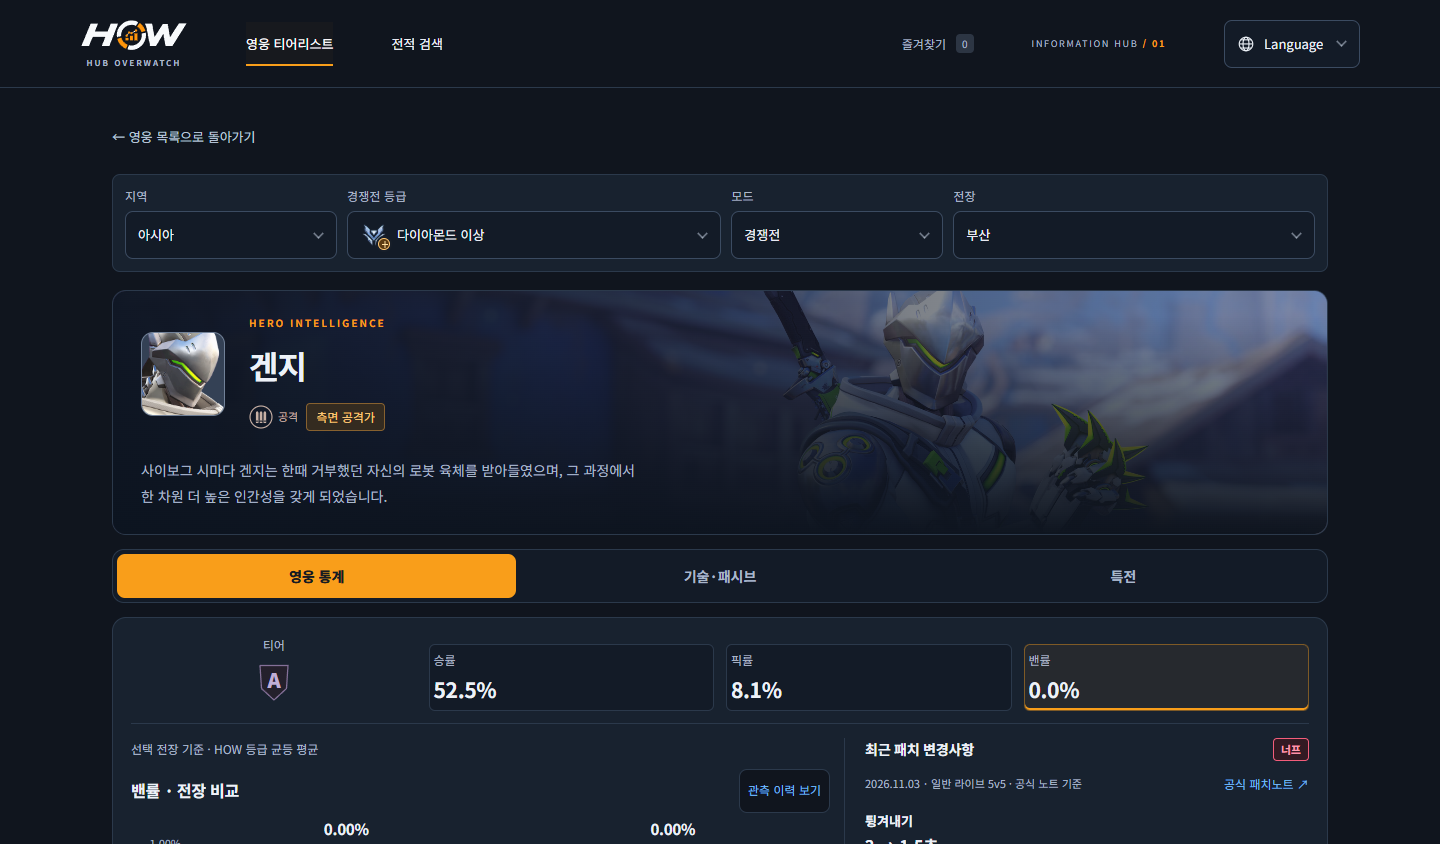 HOW
HUB OVERWATCH
영웅 티어리스트
전적 검색
즐겨찾기 0
INFORMATION HUB / 01
Language
← 영웅 목록으로 돌아가기
지역
경쟁전 등급
모드
전장
아시아
다이아몬드 이상
경쟁전
부산
HERO INTELLIGENCE
겐지
공격
측면 공격가
사이보그 시마다 겐지는 한때 거부했던 자신의 로봇 육체를 받아들였으며, 그 과정에서
한 차원 더 높은 인간성을 갖게 되었습니다.
영웅 통계
기술·패시브
특전
티어
A
승률
52.5%
픽률
8.1%
밴률
0.0%
선택 전장 기준 · HOW 등급 균등 평균
밴률 · 전장 비교
관측 이력 보기
0.00%
0.00%
1.00%
최근 패치 변경사항
너프
2026.11.03 · 일반 라이브 5v5 · 공식 노트 기준
공식 패치노트 ↗
튕겨내기